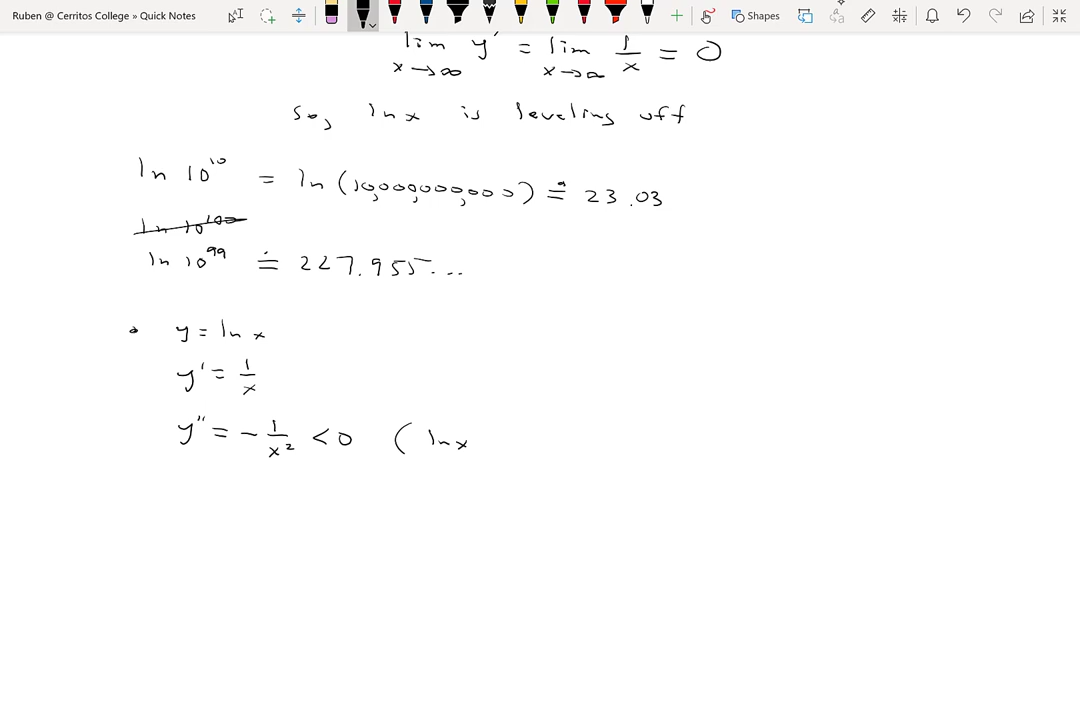 Ruben @ Cerritos College » Quick Notes
Shapes
lim x→∞ y' = lim x→∞ 1/x = 0
So, ln x is leveling off
ln 10^10 = ln (10,000,000,000) ≐ 23.03
ln 10^100
ln 10^99 ≐ 227.955...
• y = ln x
y' = 1/x
y'' = - 1/x² < 0 ( ln x